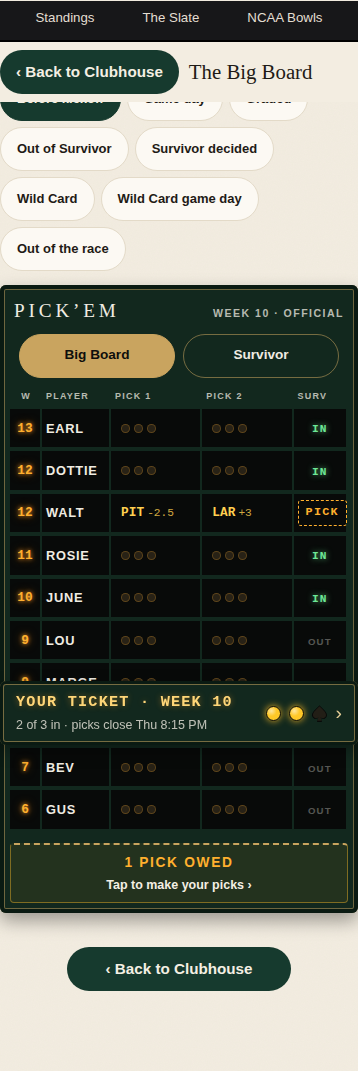 Standings The Slate NCAA Bowls
‹ Back to Clubhouse The Big Board
Out of Survivor Survivor decided
Wild Card Wild Card game day
Out of the race
PICK’EM WEEK 10 · OFFICIAL
Big Board Survivor
W PLAYER PICK 1 PICK 2 SURV
13 EARL IN
12 DOTTIE IN
12 WALT PIT -2.5 LAR +3 PICK
11 ROSIE IN
10 JUNE IN
9 LOU OUT
YOUR TICKET · WEEK 10
2 of 3 in · picks close Thu 8:15 PM ›
7 BEV OUT
6 GUS OUT
1 PICK OWED
Tap to make your picks ›
‹ Back to Clubhouse